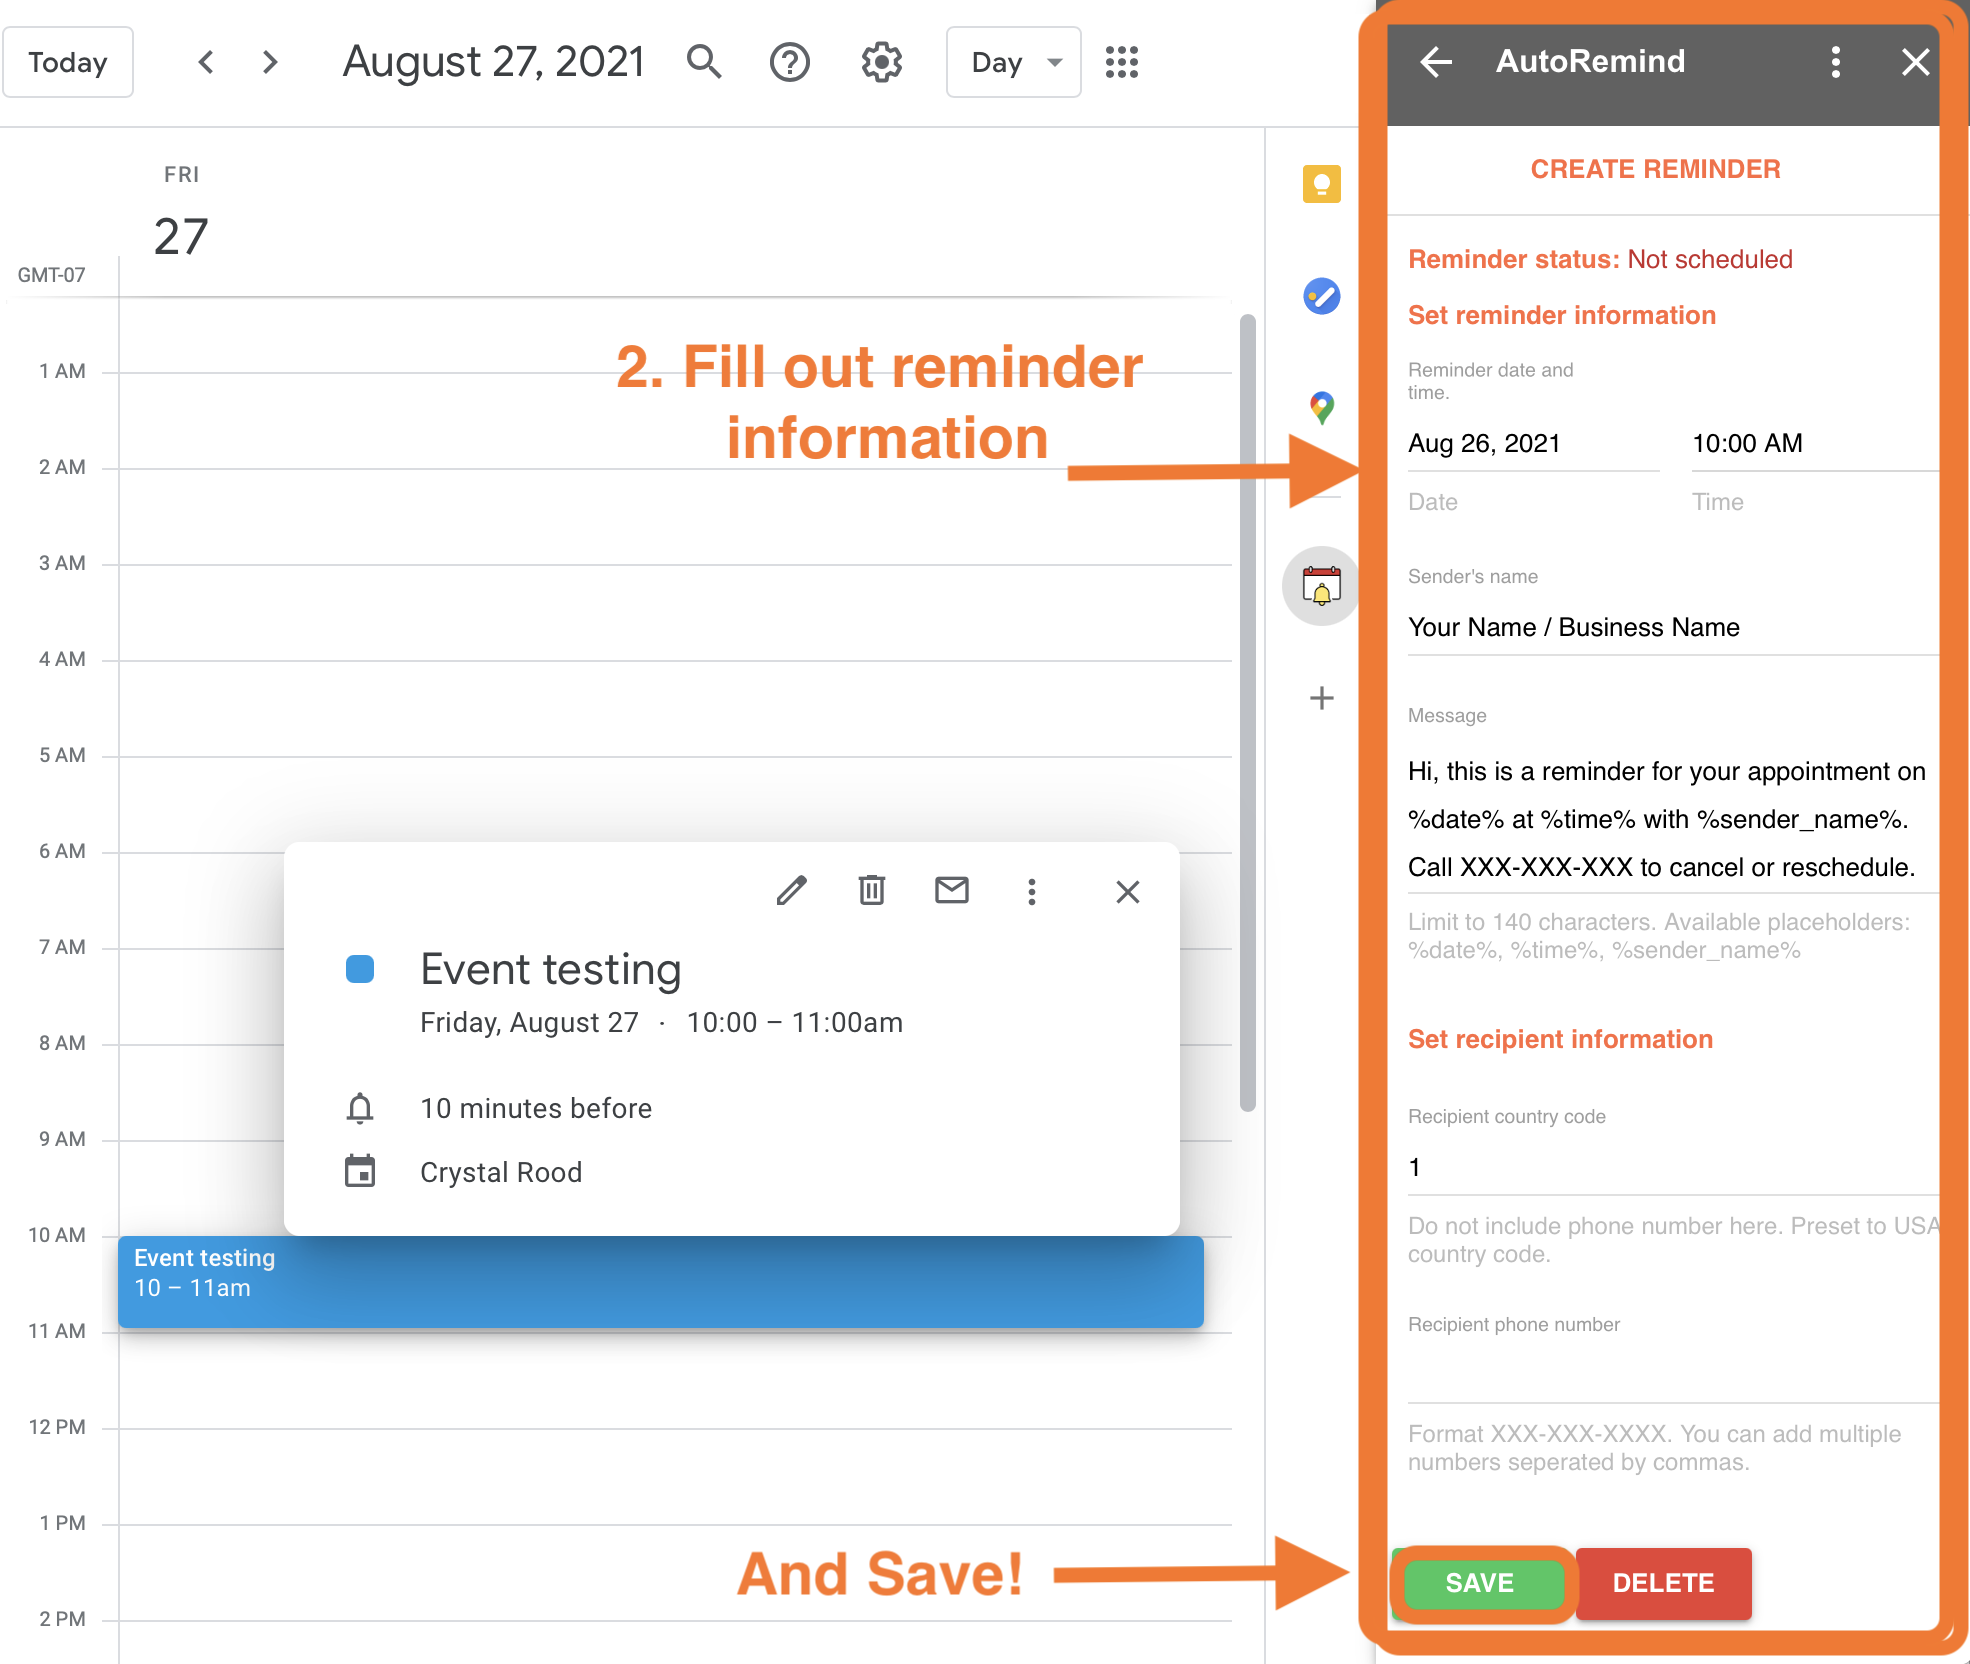 Today
August 27, 2021
Day
FRI
27
GMT-07
1 AM
2 AM
3 AM
4 AM
5 AM
6 AM
7 AM
8 AM
9 AM
10 AM
11 AM
12 PM
1 PM
2 PM
2. Fill out reminder
information
Event testing
Friday, August 27 · 10:00 – 11:00am
10 minutes before
Crystal Rood
Event testing
10 – 11am
And Save!
AutoRemind
CREATE REMINDER
Reminder status: Not scheduled
Set reminder information
Reminder date and
time.
Aug 26, 2021 10:00 AM
Date Time
Sender's name
Your Name / Business Name
Message
Hi, this is a reminder for your appointment on
%date% at %time% with %sender_name%.
Call XXX-XXX-XXX to cancel or reschedule.
Limit to 140 characters. Available placeholders:
%date%, %time%, %sender_name%
Set recipient information
Recipient country code
1
Do not include phone number here. Preset to USA
country code.
Recipient phone number
Format XXX-XXX-XXXX. You can add multiple
numbers seperated by commas.
SAVE DELETE